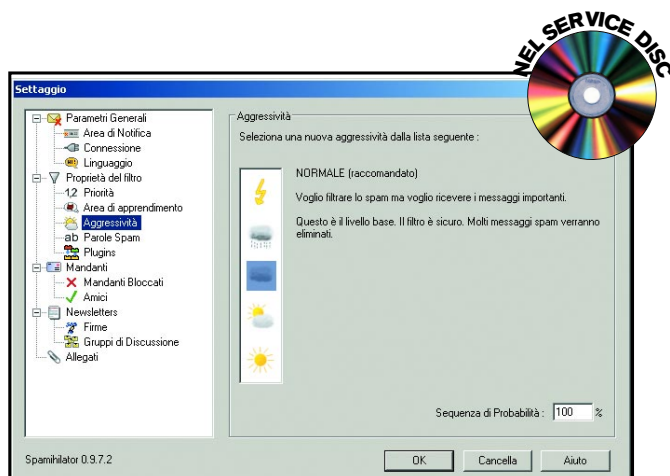 NEL SERVICE DISC
Settaggio
Parametri Generali
Area di Notifica
Connessione
Linguaggio
Proprietà del filtro
1,2 Priorità
Area di apprendimento
Aggressività
ab Parole Spam
Plugins
Mandanti
Mandanti Bloccati
Amici
Newsletters
Firme
Gruppi di Discussione
Allegati
Aggressività
Seleziona una nuova aggressività dalla lista seguente :
NORMALE (raccomandato)
Voglio filtrare lo spam ma voglio ricevere i messaggi importanti.
Questo è il livello base. Il filtro è sicuro. Molti messaggi spam verranno
eliminati.
Sequenza di Probabilità : 100 %
Spamihilator 0.9.7.2
OK Cancella Aiuto